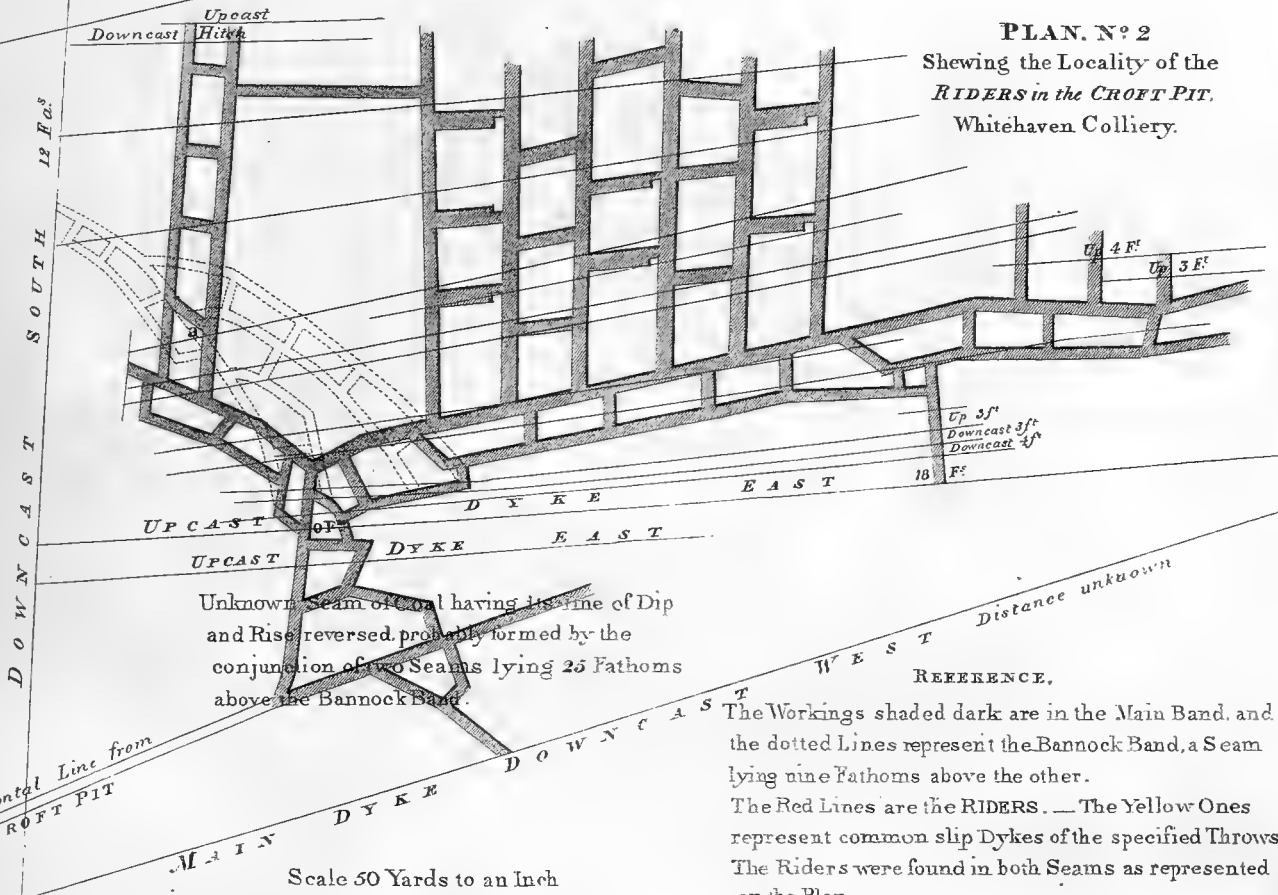 PLAN. Nº 2
Shewing the Locality of the
RIDERS in the CROFT PIT.
Whitehaven Colliery.
Upcast
Downcast Hitch
12 Fa.s
DOWNCAST SOUTH
a
Up 4 F.t
Up 3 F.t
Up 3ft
Downcast 3ft
Downcast 4ft
18 F.s
UPCAST DYKE EAST
or
UPCAST DYKE EAST
Unknown Seam of Coal having its line of Dip
and Rise reversed, probably formed by the
conjunction of two Seams lying 25 Fathoms
above the Bannock Band.
MAIN DYKE DOWNCAST WEST Distance unknown
ontal Line from
ROFT PIT
Scale 50 Yards to an Inch
REFERENCE.
The Workings shaded dark are in the Main Band, and
the dotted Lines represent the Bannock Band, a Seam
lying nine Fathoms above the other.
The Red Lines are the RIDERS. — The Yellow Ones
represent common slip Dykes of the specified Throws
The Riders were found in both Seams as represented
on the Plan